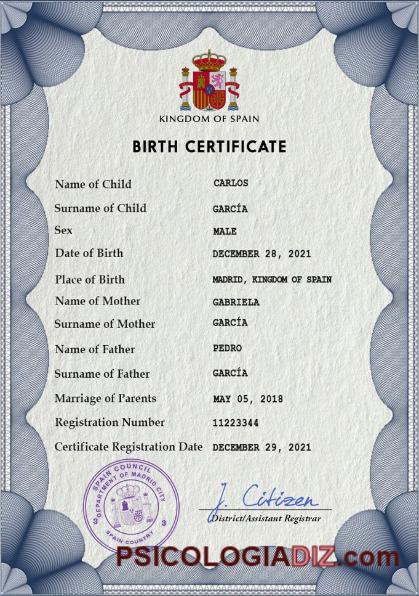 KINGDOM OF SPAIN
BIRTH CERTIFICATE
Name of Child CARLOS
Surname of Child GARCÍA
Sex MALE
Date of Birth DECEMBER 28, 2021
Place of Birth MADRID, KINGDOM OF SPAIN
Name of Mother GABRIELA
Surname of Mother GARCÍA
Name of Father PEDRO
Surname of Father GARCÍA
Marriage of Parents MAY 05, 2018
Registration Number 11223344
Certificate Registration Date DECEMBER 29, 2021
SPAIN COUNCIL
DEPARTMENT OF MADRID CITY
SPAIN COUNTRY
J. Citizen
District/Assistant Registrar
PSICOLOGIADIZ.com